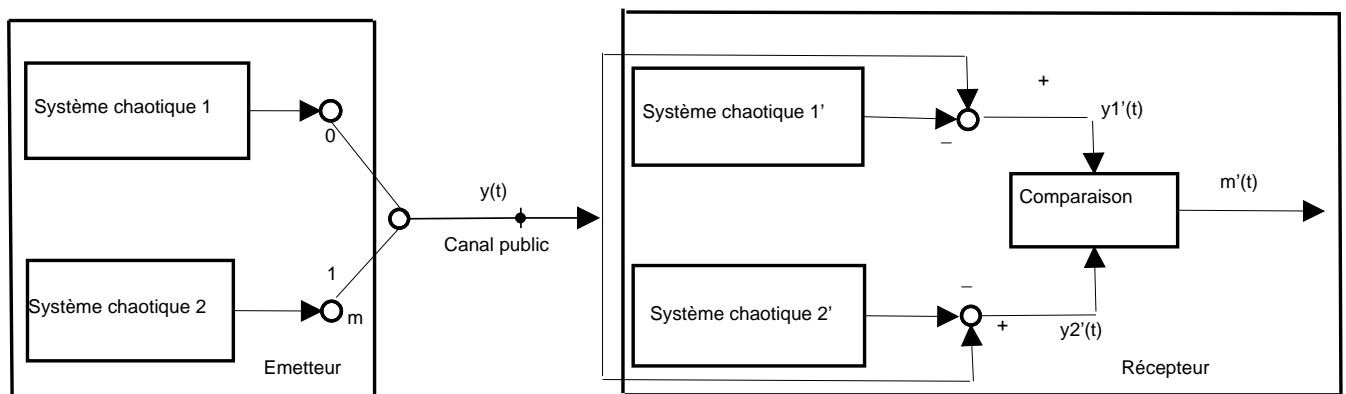 Système chaotique 1
0
Système chaotique 2
1
m
Emetteur
y(t)
Canal public
Système chaotique 1’
+
_
y1’(t)
Comparaison
m’(t)
Système chaotique 2’
_
+
y2’(t)
Récepteur